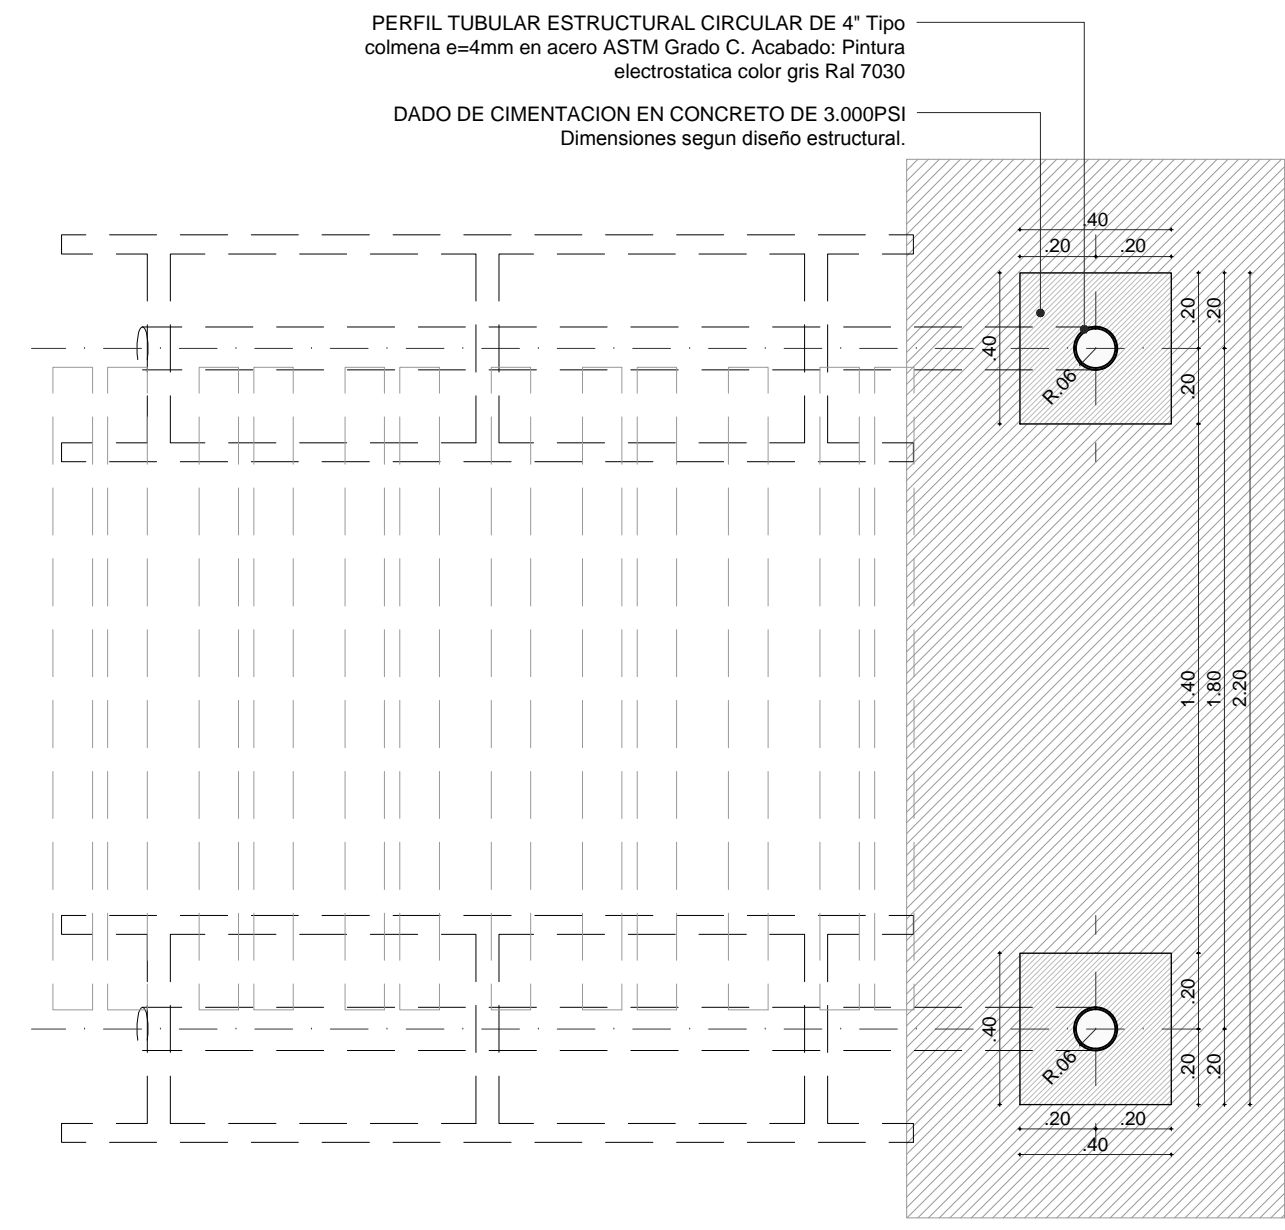 PERFIL TUBULAR ESTRUCTURAL CIRCULAR DE 4" Tipo
colmena e=4mm en acero ASTM Grado C. Acabado: Pintura
electrostatica color gris Ral 7030
DADO DE CIMENTACION EN CONCRETO DE 3.000PSI
Dimensiones segun diseño estructural.
.40
.20 .20
.20
.20
.40
R.06
.20
1.40
1.80
2.20
.20
.40
R.06
.20
.20
.20 .20
.40